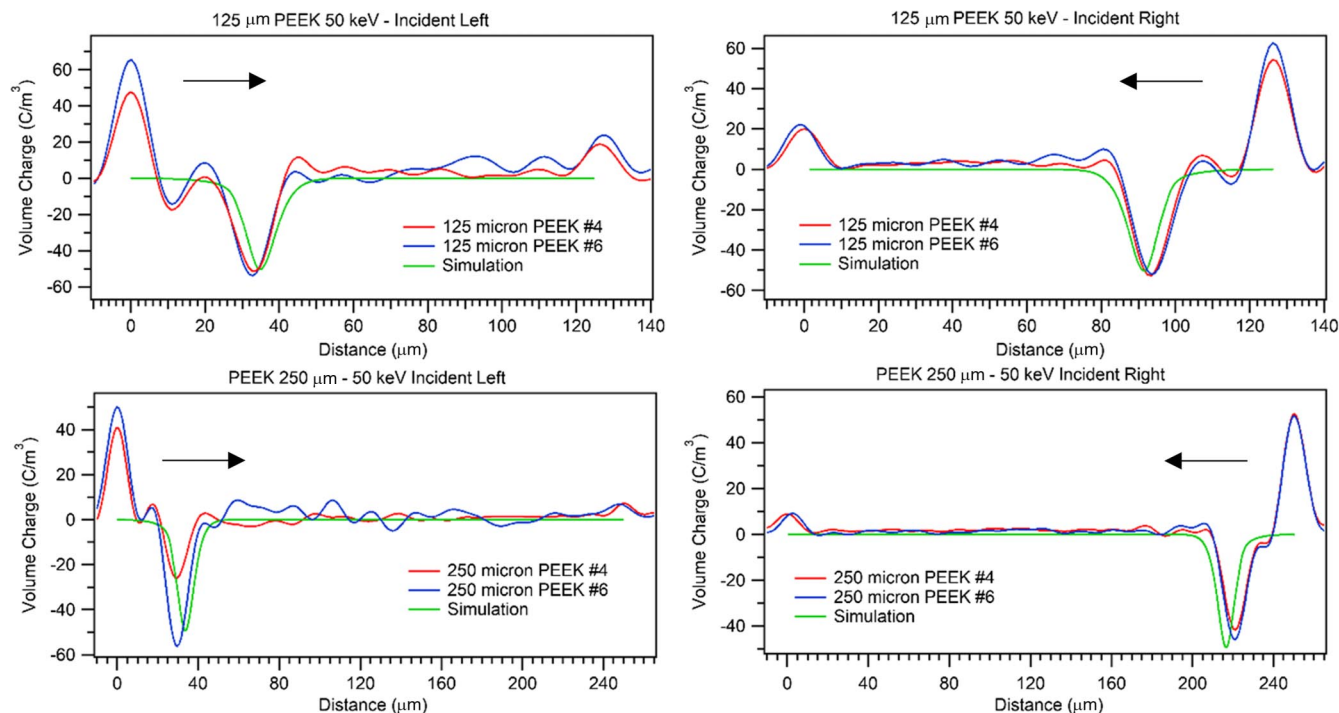 125 μm PEEK 50 keV - Incident Left
Volume Charge (C/m³)
60
40
20
0
-20
-40
-60
125 micron PEEK #4
125 micron PEEK #6
Simulation
0 20 40 60 80 100 120 140
Distance (μm)
125 μm PEEK 50 keV - Incident Right
Volume Charge (C/m³)
60
40
20
0
-20
-40
-60
125 micron PEEK #4
125 micron PEEK #6
Simulation
0 20 40 60 80 100 120 140
Distance (μm)
PEEK 250 μm - 50 keV Incident Left
Volume Charge (C/m³)
40
20
0
-20
-40
-60
250 micron PEEK #4
250 micron PEEK #6
Simulation
0 40 80 120 160 200 240
Distance (μm)
PEEK 250 μm - 50 keV Incident Right
Volume Charge (C/m³)
60
40
20
0
-20
-40
250 micron PEEK #4
250 micron PEEK #6
Simulation
0 40 80 120 160 200 240
Distance (μm)